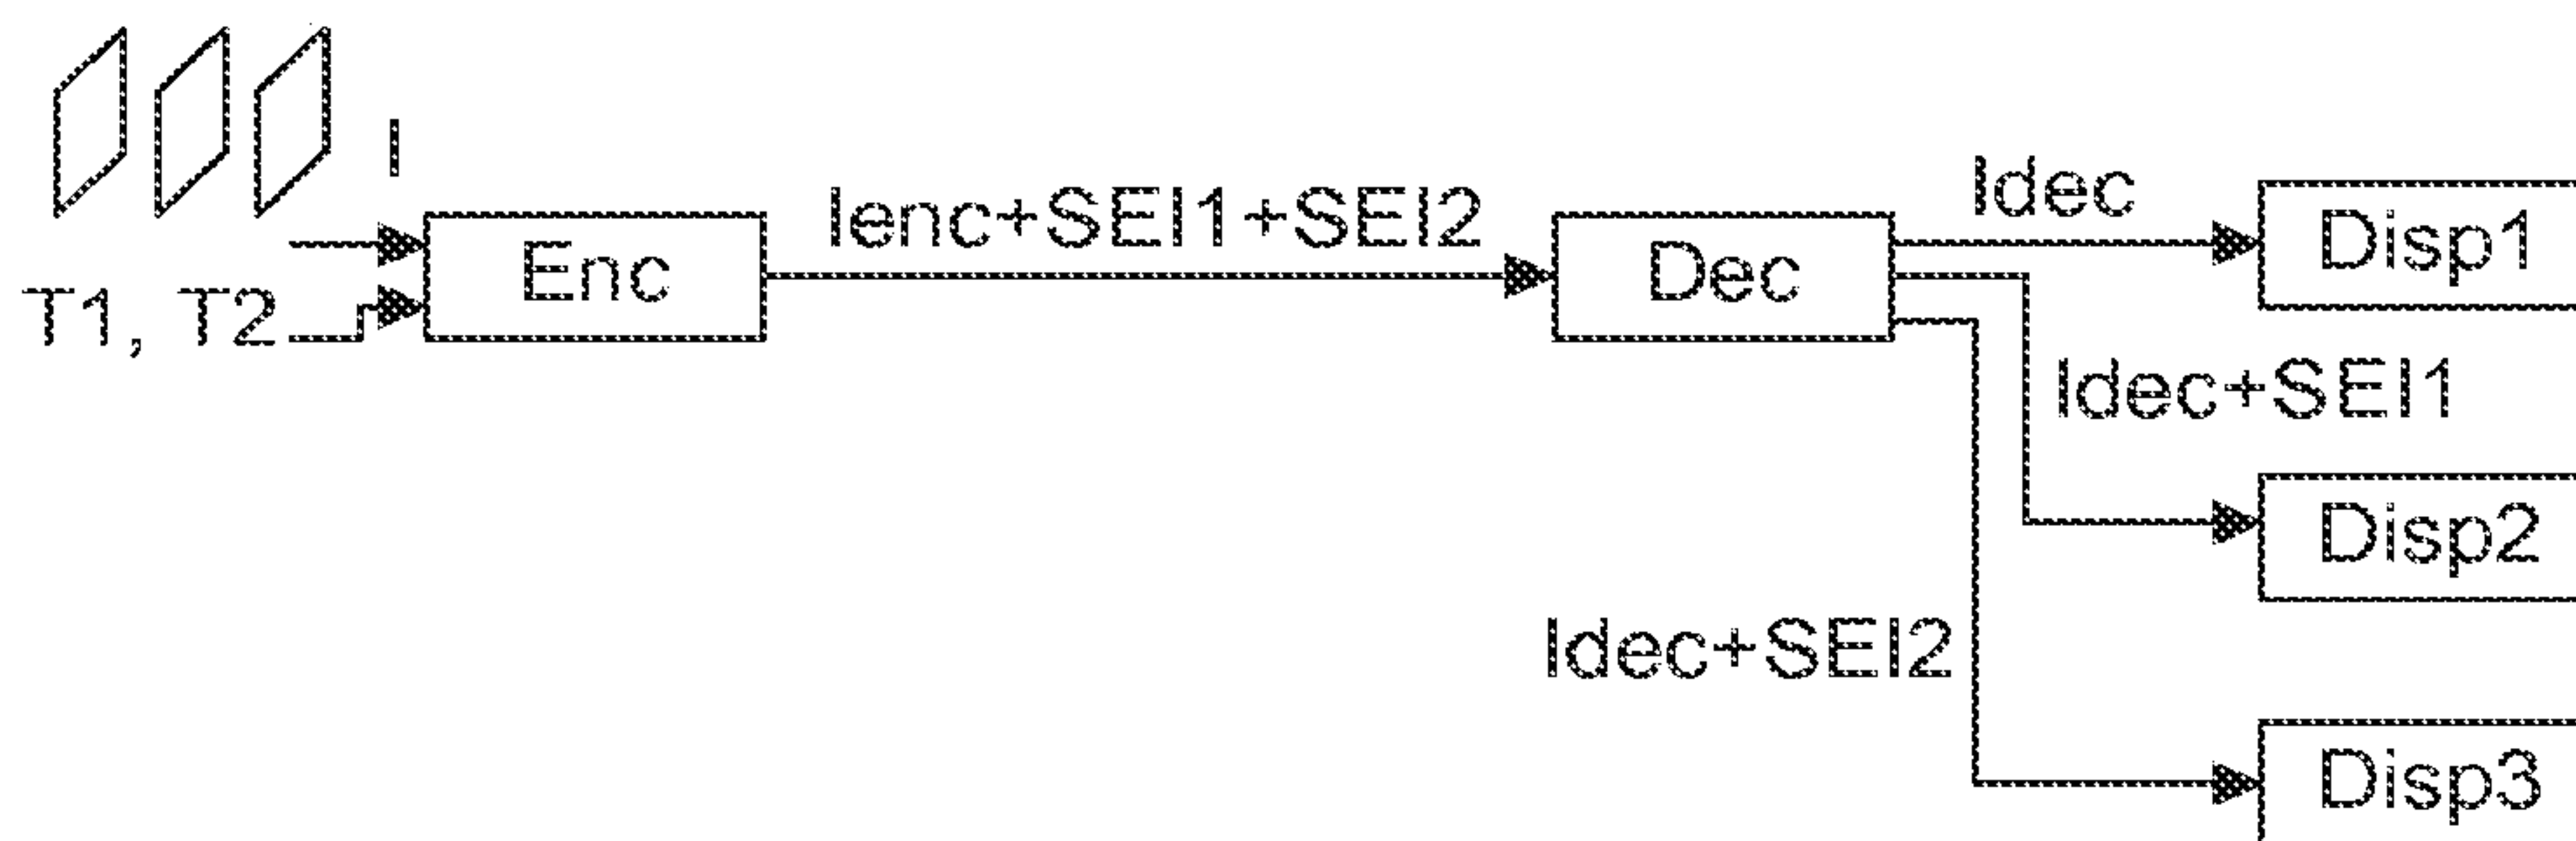 I
T1, T2
Enc
Ienc+SEI1+SEI2
Dec
Idec
Disp1
Idec+SEI1
Disp2
Idec+SEI2
Disp3